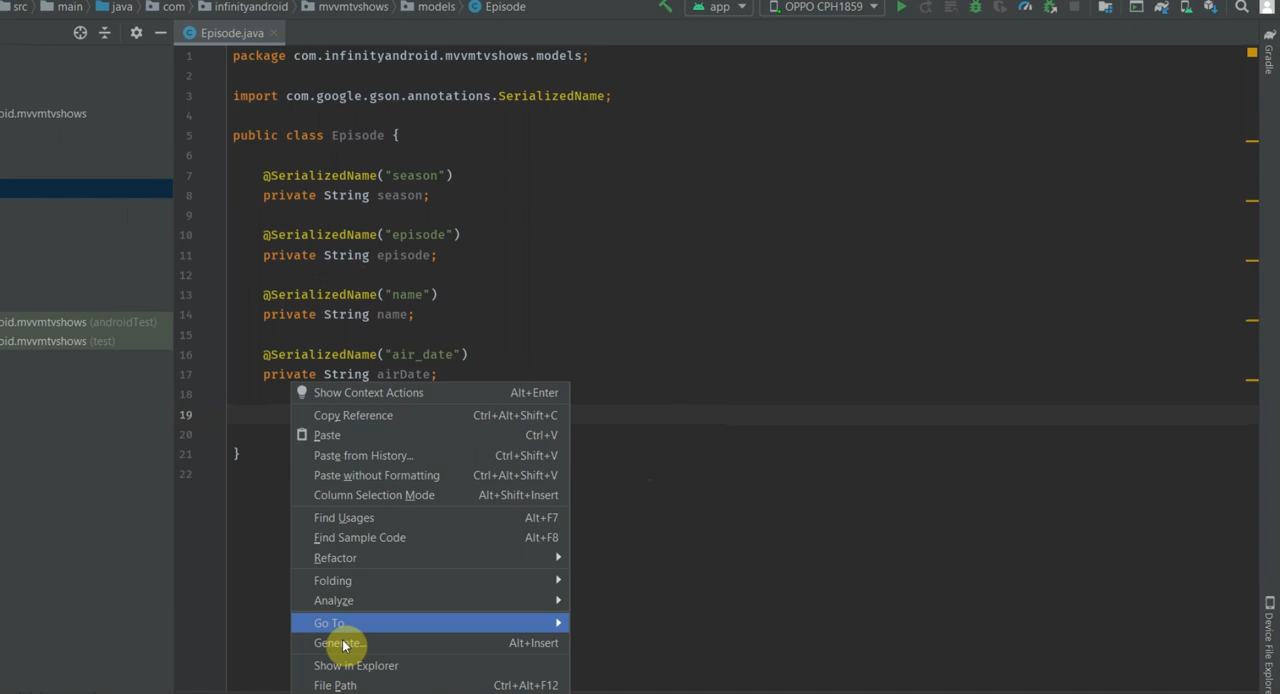 src main java com infinityandroid mvvmtvshows models Episode app OPPO CPH1859
Episode.java
oid.mvvmtvshows
oid.mvvmtvshows (androidTest)
oid.mvvmtvshows (test)
1 package com.infinityandroid.mvvmtvshows.models;
2
3 import com.google.gson.annotations.SerializedName;
4
5 public class Episode {
6
7 @SerializedName("season")
8 private String season;
9
10 @SerializedName("episode")
11 private String episode;
12
13 @SerializedName("name")
14 private String name;
15
16 @SerializedName("air_date")
17 private String airDate;
18
19
20
21 }
22
Show Context Actions Alt+Enter
Copy Reference Ctrl+Alt+Shift+C
Paste Ctrl+V
Paste from History... Ctrl+Shift+V
Paste without Formatting Ctrl+Alt+Shift+V
Column Selection Mode Alt+Shift+Insert
Find Usages Alt+F7
Find Sample Code Alt+F8
Refactor
Folding
Analyze
Go To
Generate... Alt+Insert
Show in Explorer
File Path Ctrl+Alt+F12
Gradle
Device File Explorer